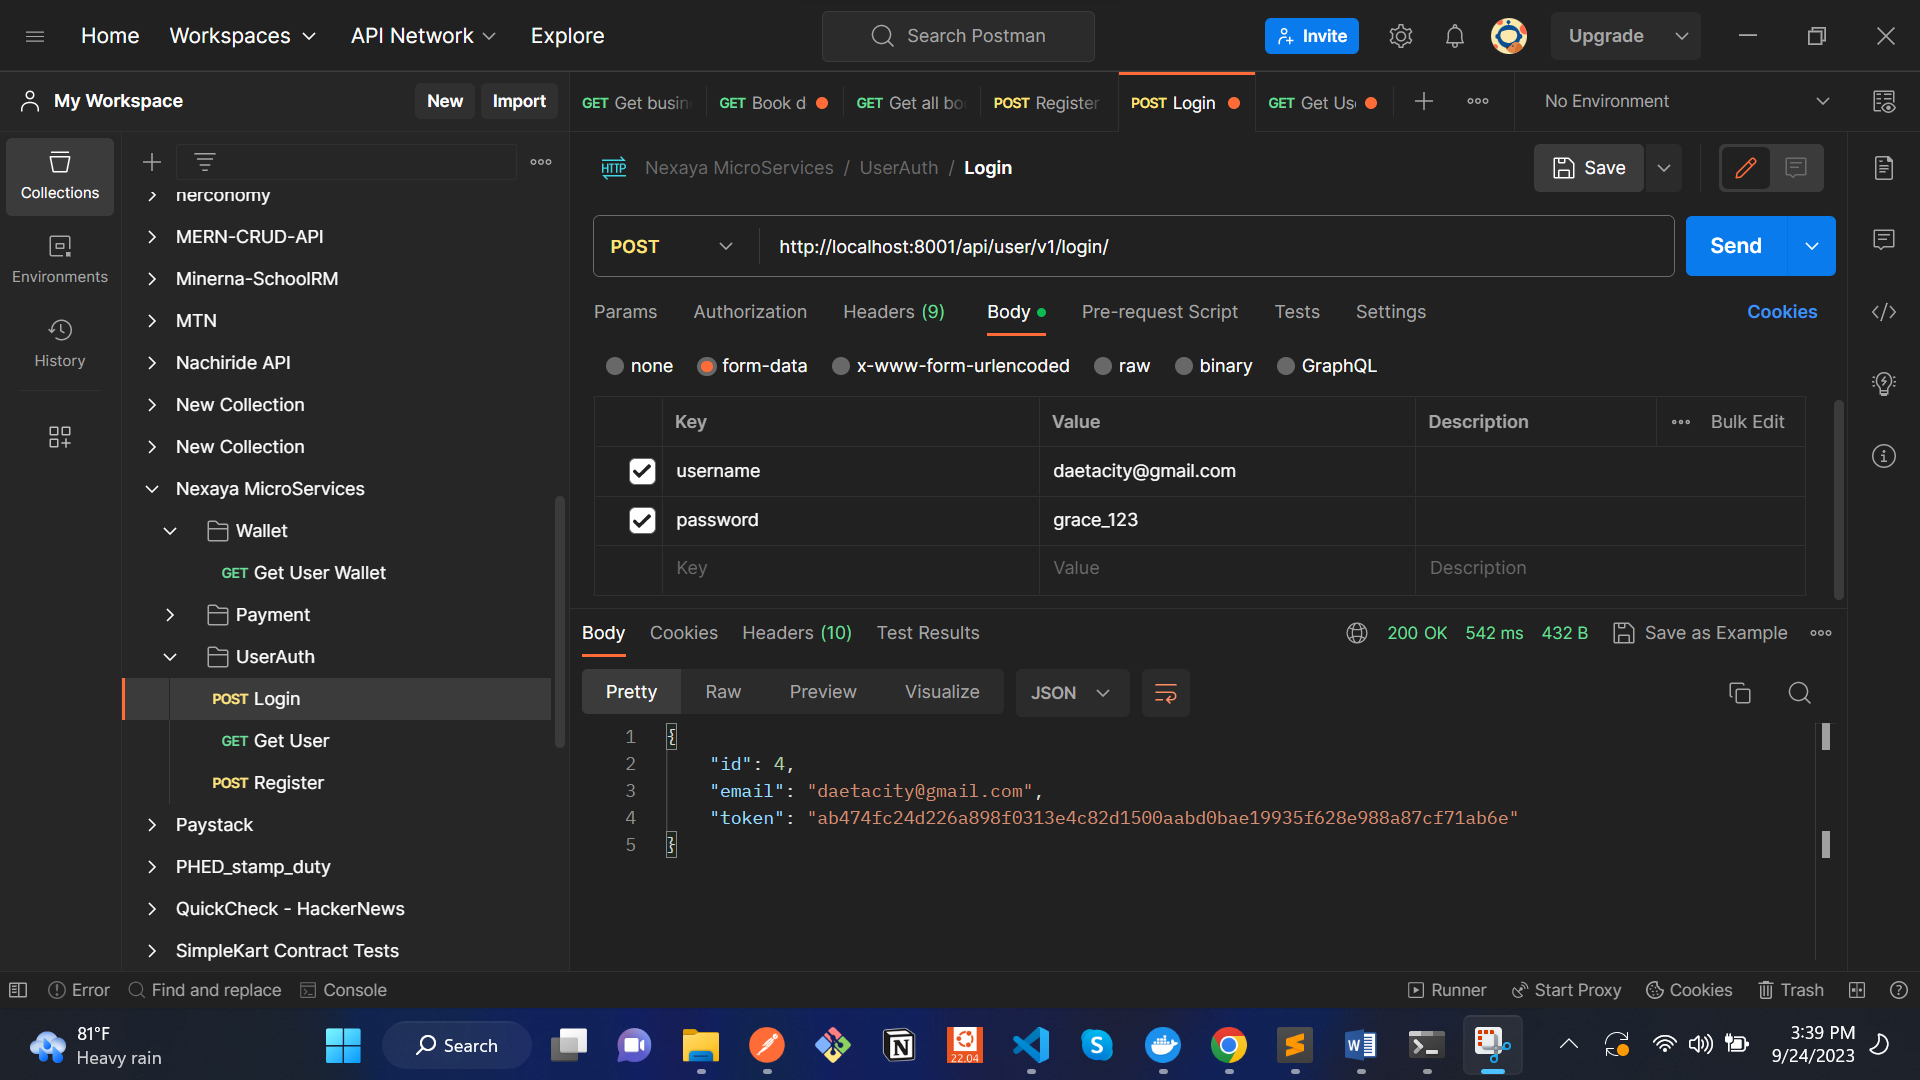 Home Workspaces API Network Explore Search Postman Invite Upgrade
My Workspace New Import
GET Get busin GET Book d GET Get all bo POST Register POST Login GET Get Us No Environment
Collections
Environments
History
nerconomy
MERN-CRUD-API
Minerna-SchoolRM
MTN
Nachiride API
New Collection
New Collection
Nexaya MicroServices
Wallet
GET Get User Wallet
Payment
UserAuth
POST Login
GET Get User
POST Register
Paystack
PHED_stamp_duty
QuickCheck - HackerNews
SimpleKart Contract Tests
HTTP Nexaya MicroServices / UserAuth / Login Save
POST http://localhost:8001/api/user/v1/login/ Send
Params Authorization Headers (9) Body Pre-request Script Tests Settings Cookies
none form-data x-www-form-urlencoded raw binary GraphQL
Key Value Description Bulk Edit
username daetacity@gmail.com
password grace_123
Key Value Description
Body Cookies Headers (10) Test Results 200 OK 542 ms 432 B Save as Example
Pretty Raw Preview Visualize JSON
1 {
2 "id": 4,
3 "email": "daetacity@gmail.com",
4 "token": "ab474fc24d226a898f0313e4c82d1500aabd0bae19935f628e988a87cf71ab6e"
5 }
Error Find and replace Console Runner Start Proxy Cookies Trash
81°F
Heavy rain
Search
22.04
3:39 PM
9/24/2023